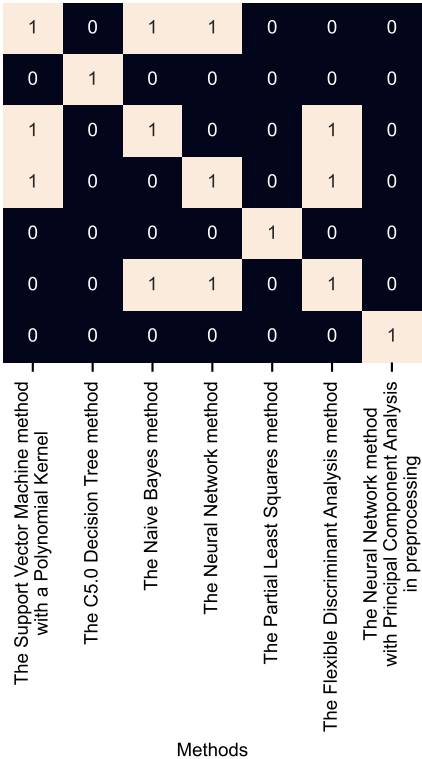 1 0 1 1 0 0 0
0 1 0 0 0 0 0
1 0 1 0 0 1 0
1 0 0 1 0 1 0
0 0 0 0 1 0 0
0 0 1 1 0 1 0
0 0 0 0 0 0 1
The Support Vector Machine method
with a Polynomial Kernel
The C5.0 Decision Tree method
The Naive Bayes method
The Neural Network method
The Partial Least Squares method
The Flexible Discriminant Analysis method
The Neural Network method
with Principal Component Analysis
in preprocessing
Methods